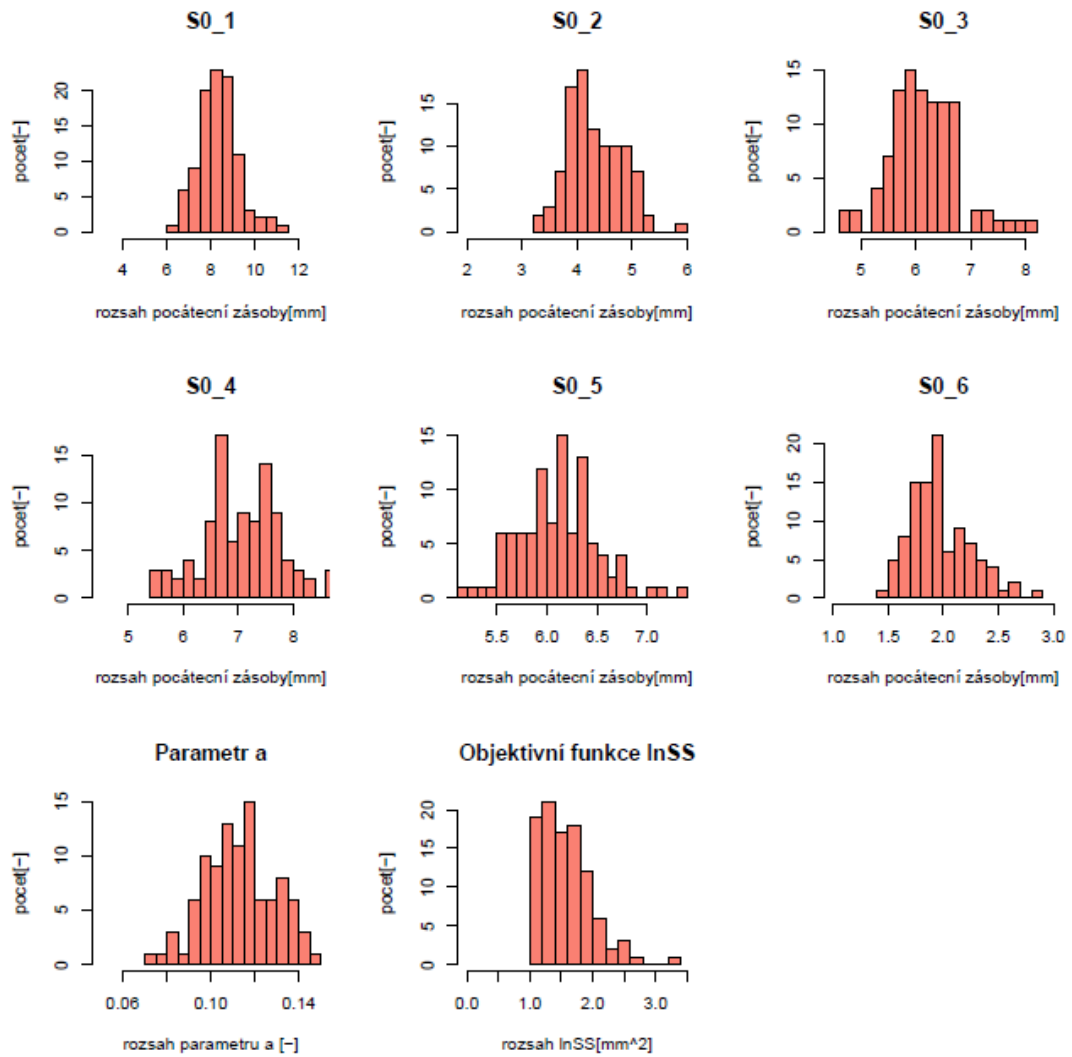 S0_1
pocet[−]
0 5 10 15 20
4 6 8 10 12
rozsah pocátecní zásoby[mm]
S0_2
pocet[−]
0 5 10 15
2 3 4 5 6
rozsah pocátecní zásoby[mm]
S0_3
pocet[−]
0 5 10 15
5 6 7 8
rozsah pocátecní zásoby[mm]
S0_4
pocet[−]
0 5 10 15
5 6 7 8
rozsah pocátecní zásoby[mm]
S0_5
pocet[−]
0 5 10 15
5.5 6.0 6.5 7.0
rozsah pocátecní zásoby[mm]
S0_6
pocet[−]
0 5 10 15 20
1.0 1.5 2.0 2.5 3.0
rozsah pocátecní zásoby[mm]
Parametr a
pocet[−]
0 5 10 15
0.06 0.10 0.14
rozsah parametru a [−]
Objektivní funkce lnSS
pocet[−]
0 5 10 15 20
0.0 1.0 2.0 3.0
rozsah lnSS[mm^2]